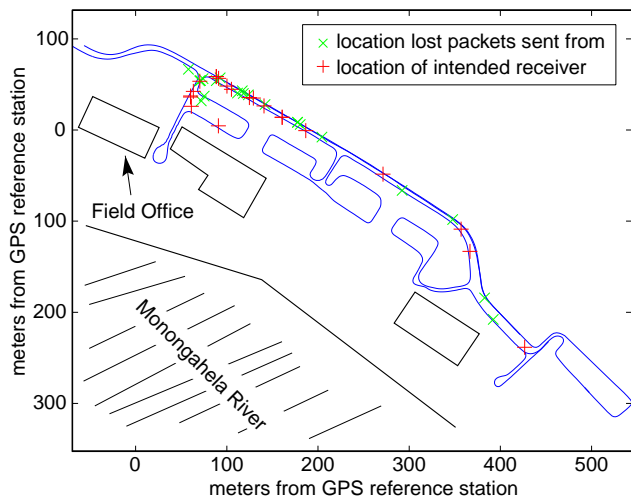 location lost packets sent from
location of intended receiver
100
0
100
200
300
meters from GPS reference station
Field Office
Monongahela River
0
100
200
300
400
500
meters from GPS reference station